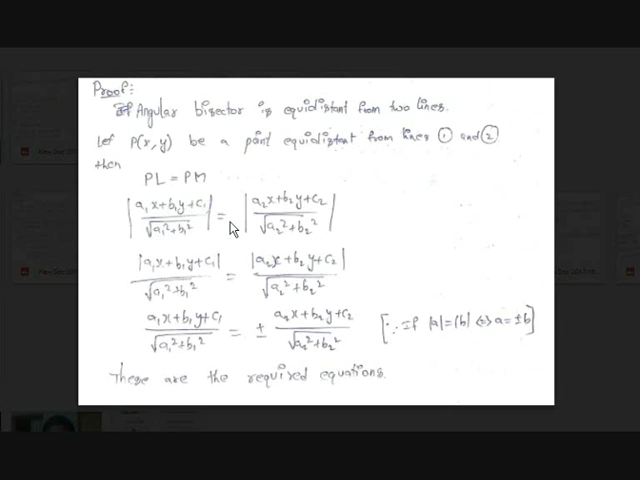 Proof:
Angular bisector is equidistant from two lines.
Let P(x, y) be a point equidistant from lines ① and ②
then
PL = PM
|a₁x+b₁y+c₁ / √(a₁²+b₁²)| = |a₂x+b₂y+c₂ / √(a₂²+b₂²)|
|a₁x+b₁y+c₁| / √(a₁²+b₁²) = |a₂x+b₂y+c₂| / √(a₂²+b₂²)
a₁x+b₁y+c₁ / √(a₁²+b₁²) = ± a₂x+b₂y+c₂ / √(a₂²+b₂²) [∵ If |a|=|b| ⇔ a=±b]
These are the required equations.